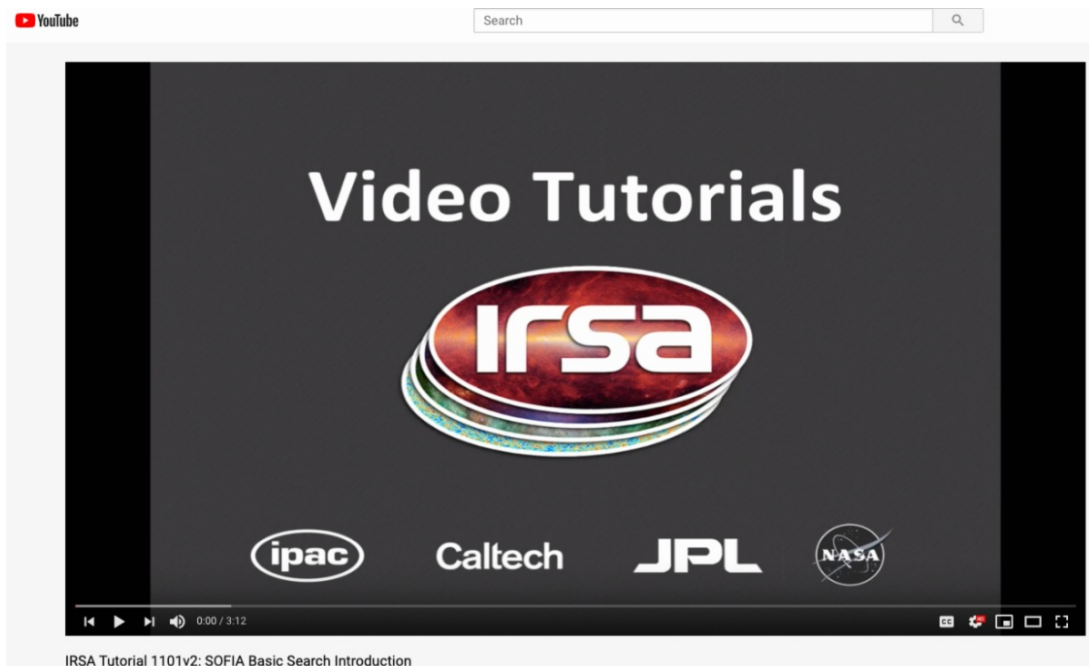 YouTube
Search
Video Tutorials
Irsa
ipac
Caltech
JPL
NASA
0:00 / 3:12
CC
HD
IRSA Tutorial 1101v2: SOFIA Basic Search Introduction